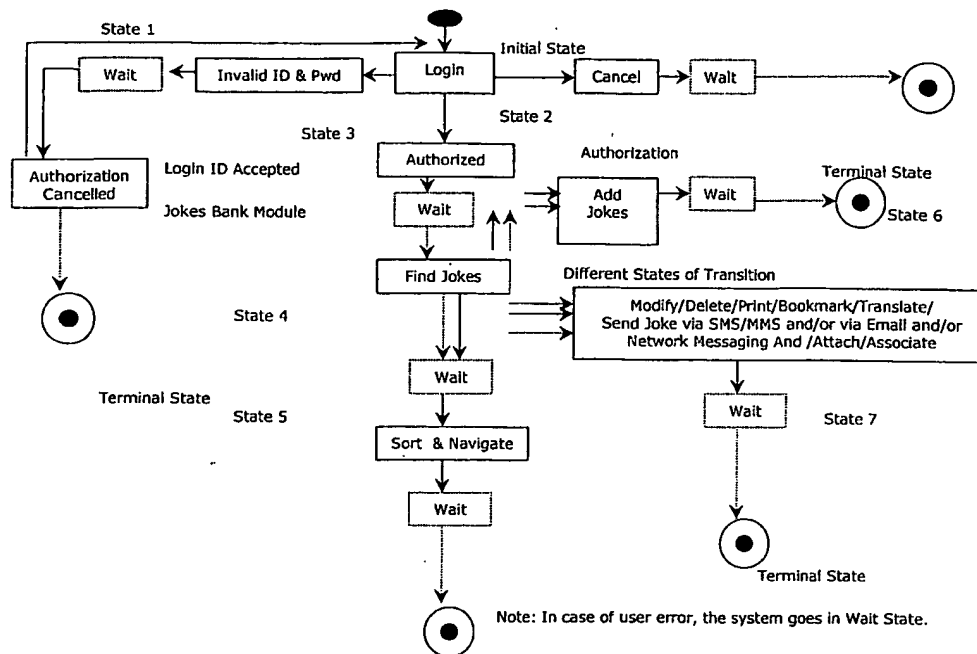 State 1
Initial State
Wait
Invalid ID & Pwd
Login
Cancel
Wait
State 2
State 3
Authorized
Authorization
Authorization
Cancelled
Login ID Accepted
Wait
Add
Jokes
Wait
Terminal State
State 6
Jokes Bank Module
Find Jokes
Different States of Transition
State 4
Modify/Delete/Print/Bookmark/Translate/
Send Joke via SMS/MMS and/or via Email and/or
Network Messaging And /Attach/Associate
Wait
Terminal State
State 5
Wait
State 7
Sort & Navigate
Wait
Terminal State
Note: In case of user error, the system goes in Wait State.